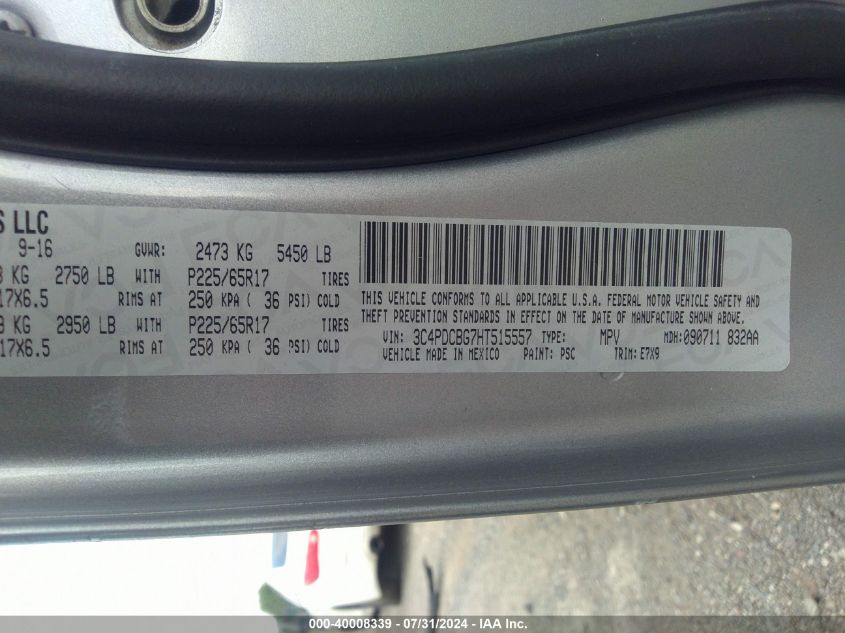 S LLC
9-16 GVWR: 2473 KG 5450 LB
KG 2750 LB WITH P225/65R17 TIRES
17X6.5 RIMS AT 250 KPA ( 36 PSI) COLD
KG 2950 LB WITH P225/65R17 TIRES
17X6.5 RIMS AT 250 KPA ( 36 PSI) COLD
THIS VEHICLE CONFORMS TO ALL APPLICABLE U.S.A. FEDERAL MOTOR VEHICLE SAFETY AND
THEFT PREVENTION STANDARDS IN EFFECT ON THE DATE OF MANUFACTURE SHOWN ABOVE.
VIN: 3C4PDCBG7HT515557 TYPE: MPV MDH: 090711 832AA
VEHICLE MADE IN MEXICO PAINT: PSC TRIM: E7X9
000-40008339 / 07/31/2024 - IAA Inc.